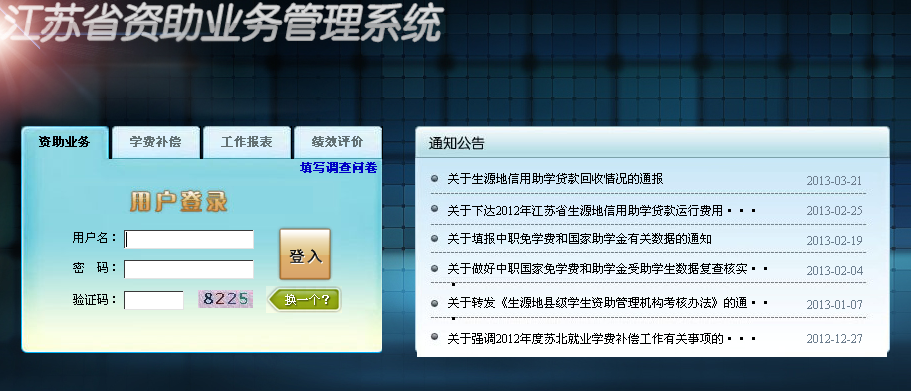 江苏省资助业务管理系统
资助业务 学费补偿 工作报表 绩效评价
填写调查问卷
用户登录
用户名：
密 码：
登入
验证码： 8225 换一个？
通知公告
关于生源地信用助学贷款回收情况的通报 2013-03-21
关于下达2012年江苏省生源地信用助学贷款运行费用・・・ 2013-02-25
关于填报中职免学费和国家助学金有关数据的通知 2013-02-19
关于做好中职国家免学费和助学金受助学生数据复查核实・・・ 2013-02-04
关于转发《生源地县级学生资助管理机构考核办法》的通・・・ 2013-01-07
关于强调2012年度苏北就业学费补偿工作有关事项的・・・ 2012-12-27